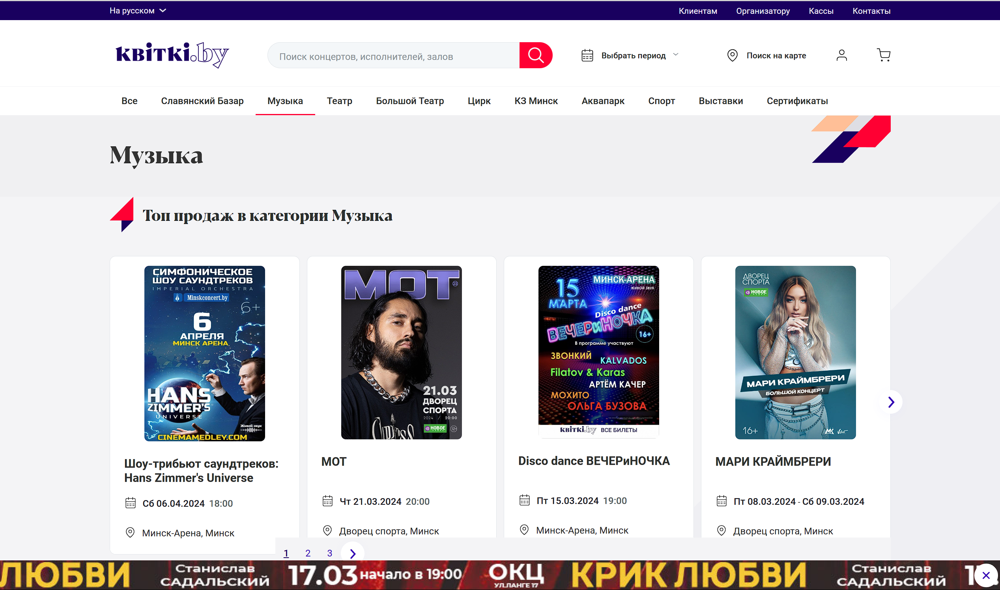 На русском
Клиентам Организатору Кассы Контакты
квіткі.by
Поиск концертов, исполнителей, залов
Выбрать период
Поиск на карте
Все Славянский Базар Музыка Театр Большой Театр Цирк КЗ Минск Аквапарк Спорт Выставки Сертификаты
Музыка
Топ продаж в категории Музыка
СИМФОНИЧЕСКОЕ
ШОУ САУНДТРЕКОВ
IMPERIAL ORCHESTRA
Minskconcert.by
6+
6
АПРЕЛЯ
МИНСК АРЕНА
HANS
ZIMMER'S
UNIVERSE
Живой звук
CINEMAMEDLEY.COM
Шоу-трибьют саундтреков:
Hans Zimmer's Universe
Сб 06.04.2024 18:00
Минск-Арена, Минск
МОТ
23
21.03
ДВОРЕЦ
СПОРТА
2024 / 20:00
НОВОЕ
РАДИО
12+
МОТ
Чт 21.03.2024 20:00
Дворец спорта, Минск
15
МАРТА
МИНСК-АРЕНА
ЖИВОЙ ЗВУК
Disco dance
ВЕЧЕРиНОЧКА
16+
В программе участвуют
ЗВОНКИЙ
KALVADOS
Filatov & Karas
АРТЁМ КАЧЕР
МОХИТО
ОЛЬГА БУЗОВА
квіткі.by ВСЕ БИЛЕТЫ
Disco dance ВЕЧЕРиНОЧКА
Пт 15.03.2024 19:00
Минск-Арена, Минск
ДВОРЕЦ
СПОРТА
НОВОЕ
РАДИО
МАРИ КРАЙМБРЕРИ
БОЛЬШОЙ КОНЦЕРТ
16+
МК
МАРИ КРАЙМБРЕРИ
Пт 08.03.2024 - Сб 09.03.2024
Дворец спорта, Минск
1 2 3
ЛЮБВИ
Станислав
САДАЛЬСКИЙ
17.03 начало в 19:00
ОКЦ
УЛ.ЛАНГЕ 17
КРИК ЛЮБВИ
Станислав
САДАЛЬСКИЙ